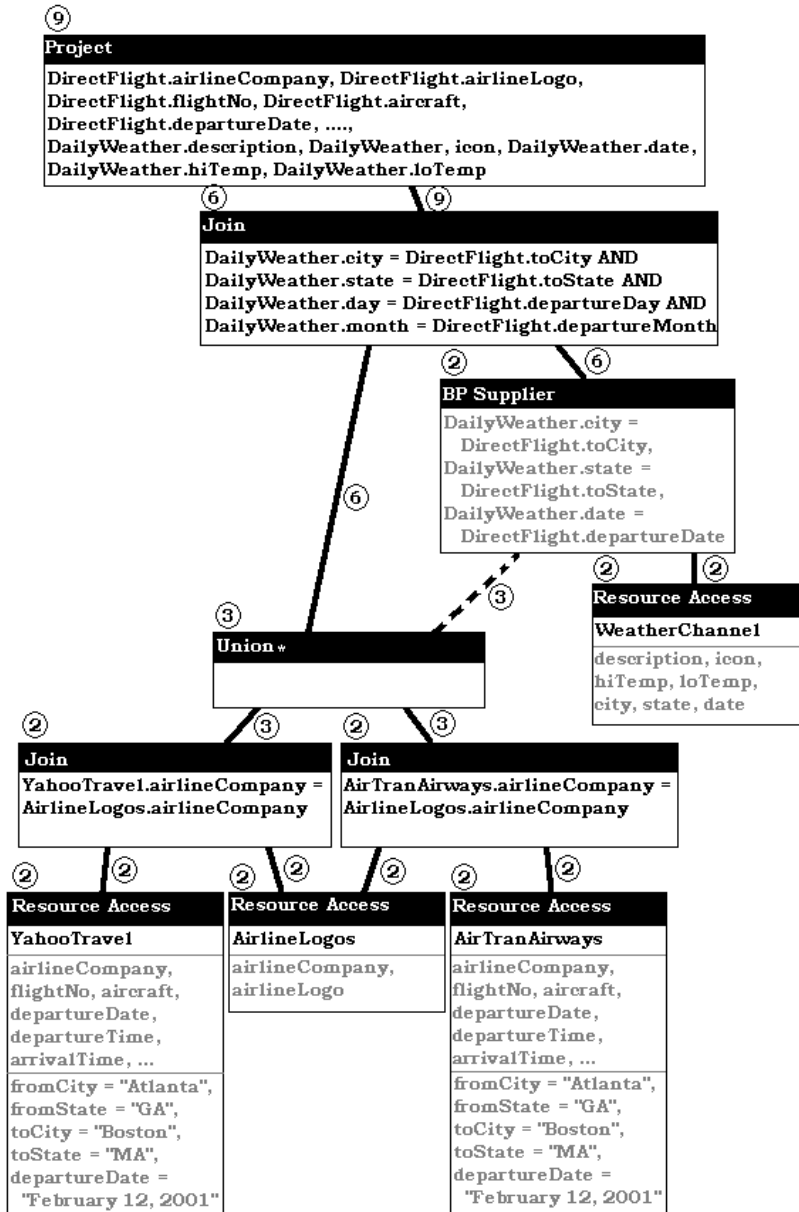 9
Project
DirectFlight.airlineCompany, DirectFlight.airlineLogo,
DirectFlight.flightNo, DirectFlight.aircraft,
DirectFlight.departureDate, ....,
DailyWeather.description, DailyWeather, icon, DailyWeather.date,
DailyWeather.hiTemp, DailyWeather.loTemp
6
9
Join
DailyWeather.city = DirectFlight.toCity AND
DailyWeather.state = DirectFlight.toState AND
DailyWeather.day = DirectFlight.departureDay AND
DailyWeather.month = DirectFlight.departureMonth
2
6
BP Supplier
DailyWeather.city =
DirectFlight.toCity,
DailyWeather.state =
DirectFlight.toState,
DailyWeather.date =
DirectFlight.departureDate
6
3
2
2
Resource Access
WeatherChannel
description, icon,
hiTemp, loTemp,
city, state, date
3
Union *
2
3
2
3
Join
YahooTravel.airlineCompany =
AirlineLogos.airlineCompany
Join
AirTranAirways.airlineCompany =
AirlineLogos.airlineCompany
2
2
2
2
2
2
2
Resource Access
YahooTravel
airlineCompany,
flightNo, aircraft,
departureDate,
departureTime,
arrivalTime, ...
fromCity = "Atlanta",
fromState = "GA",
toCity = "Boston",
toState = "MA",
departureDate =
"February 12, 2001"
Resource Access
AirlineLogos
airlineCompany,
airlineLogo
Resource Access
AirTranAirways
airlineCompany,
flightNo, aircraft,
departureDate,
departureTime,
arrivalTime, ...
fromCity = "Atlanta",
fromState = "GA",
toCity = "Boston",
toState = "MA",
departureDate =
"February 12, 2001"